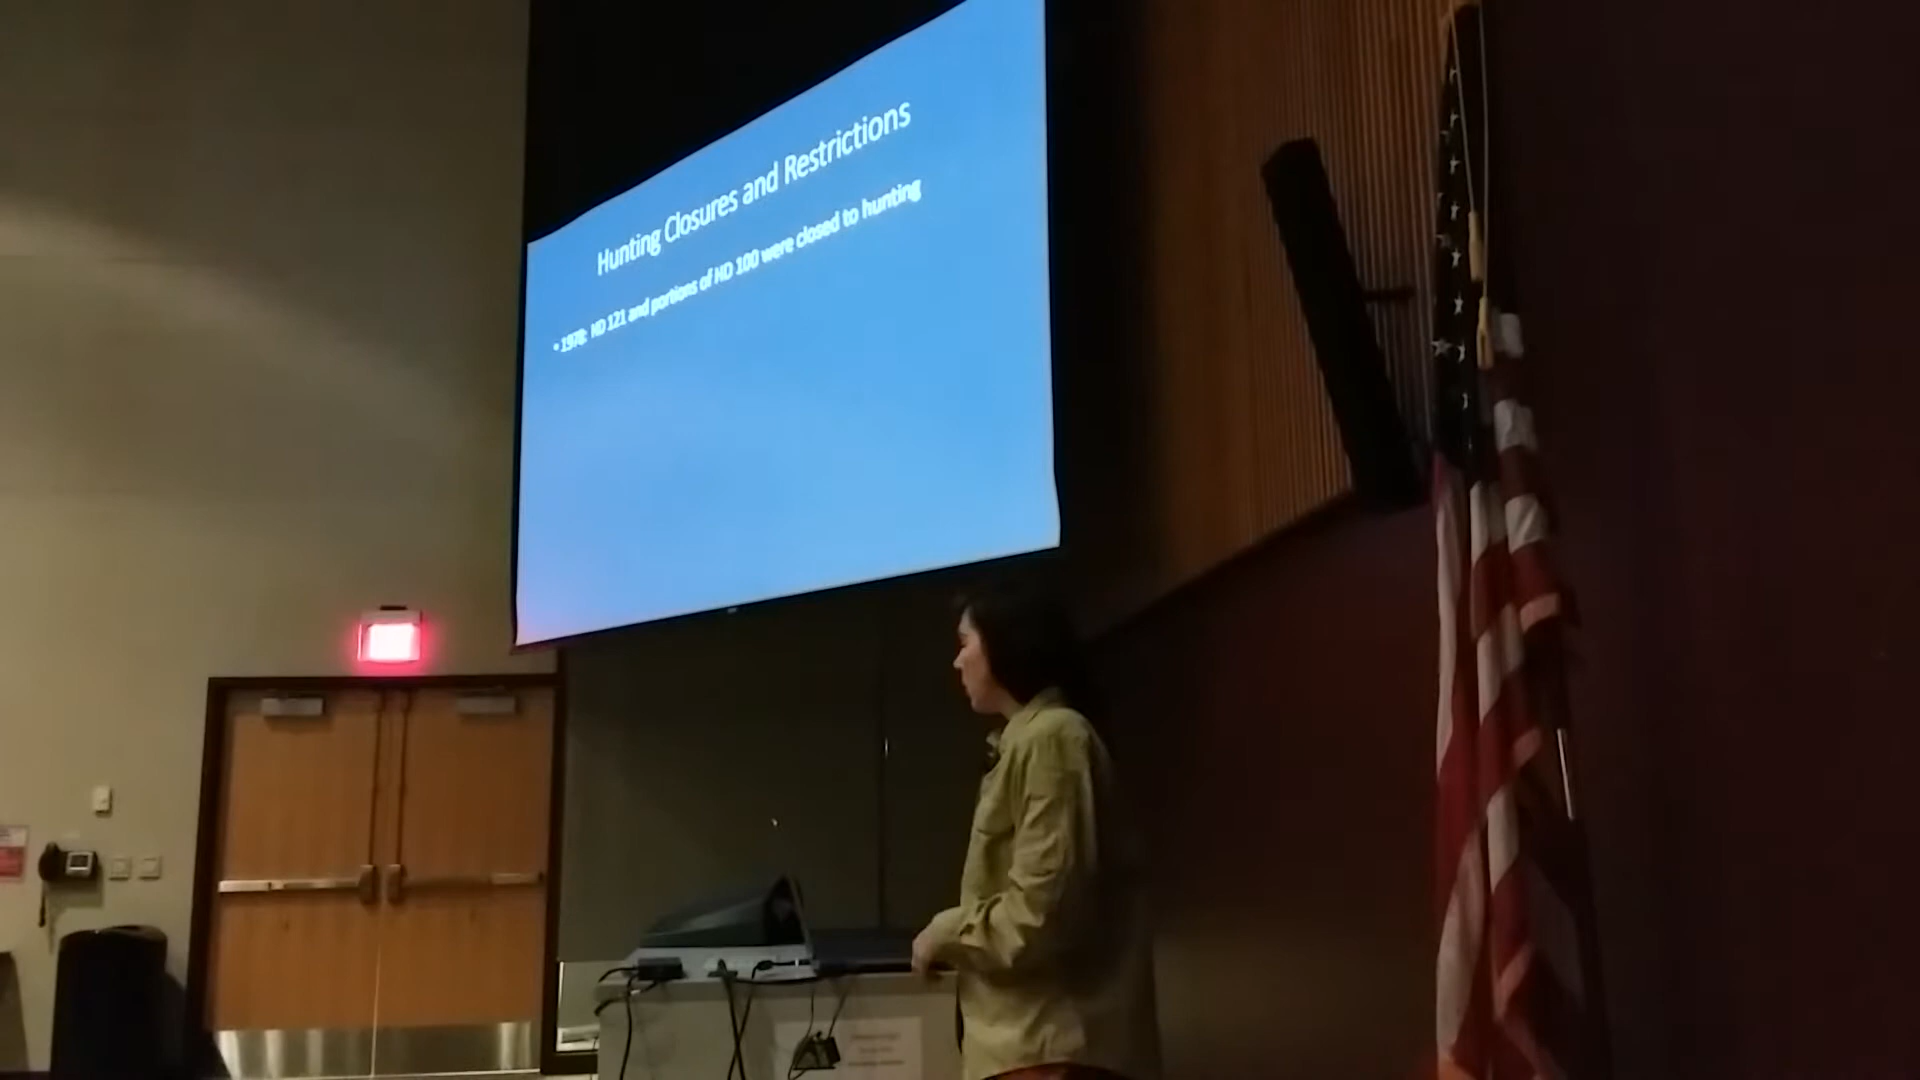 Hunting Closures and Restrictions
• 1978: HD 121 and portions of HD 100 were closed to hunting